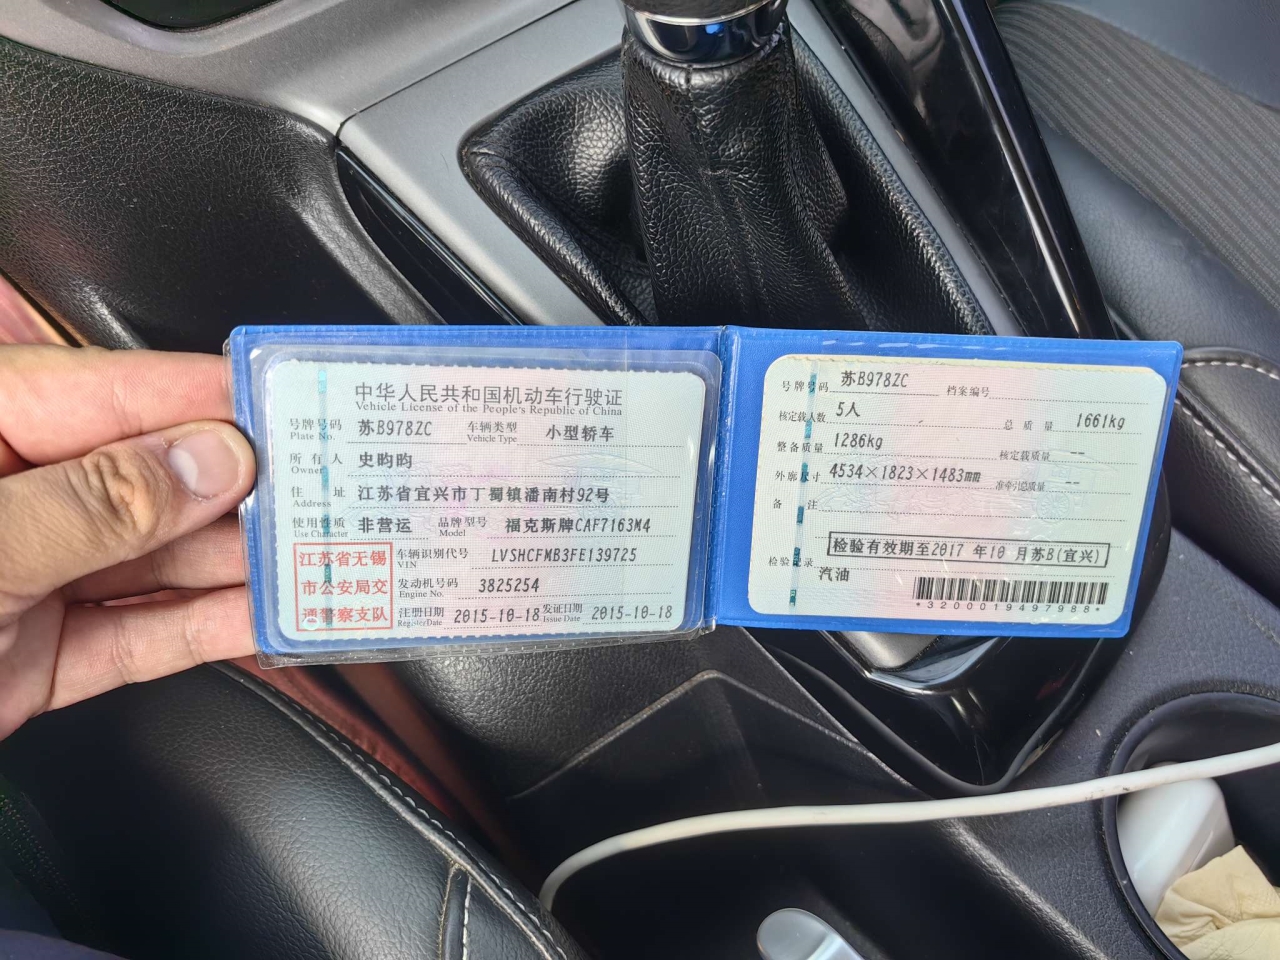 中华人民共和国机动车行驶证
Vehicle License of the People's Republic of China
号牌号码 苏B978ZC 车辆类型 小型轿车
Plate No. Vehicle Type
所有人 史昀昀
Owner
住址 江苏省宜兴市丁蜀镇潘南村92号
Address
使用性质 非营运 品牌型号 福克斯牌CAF7163M4
Use Character Model
江苏省无锡
市公安局交
通警察支队
车辆识别代号 LVSHCFMB3FE139725
VIN
发动机号码 3825254
Engine No.
注册日期 2015-10-18 发证日期 2015-10-18
Register Date Issue Date
号牌号码 苏B978ZC 档案编号
核定载人数 5人 总质量 1661kg
整备质量 1286kg 核定载质量 --
外廓尺寸 4534×1823×1483mm 准牵引总质量 --
备注
检验有效期至2017年10月苏B(宜兴)
检验记录 汽油
*3200019497988*